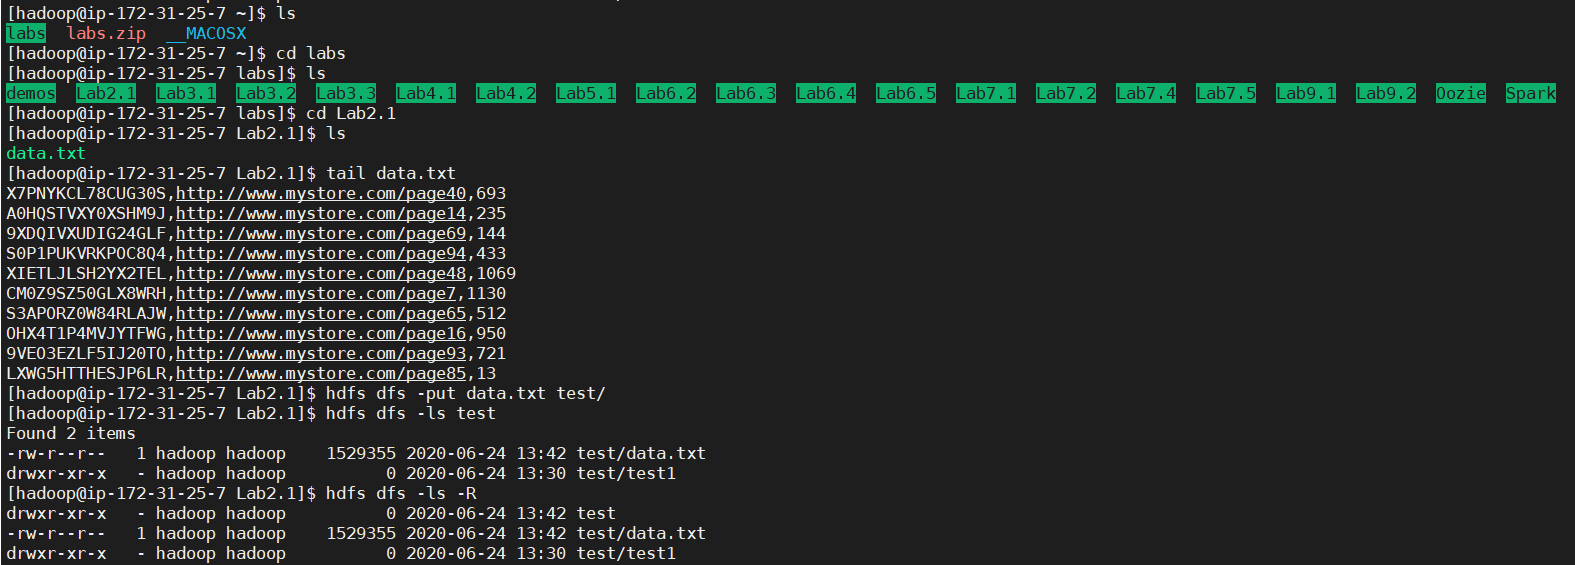 [hadoop@ip-172-31-25-7 ~]$ ls
labs  labs.zip  __MACOSX
[hadoop@ip-172-31-25-7 ~]$ cd labs
[hadoop@ip-172-31-25-7 labs]$ ls
demos  Lab2.1  Lab3.1  Lab3.2  Lab3.3  Lab4.1  Lab4.2  Lab5.1  Lab6.2  Lab6.3  Lab6.4  Lab6.5  Lab7.1  Lab7.2  Lab7.4  Lab7.5  Lab9.1  Lab9.2  Oozie  Spark
[hadoop@ip-172-31-25-7 labs]$ cd Lab2.1
[hadoop@ip-172-31-25-7 Lab2.1]$ ls
data.txt
[hadoop@ip-172-31-25-7 Lab2.1]$ tail data.txt
X7PNYKCL78CUG30S,http://www.mystore.com/page40,693
A0HQSTVXY0XSHM9J,http://www.mystore.com/page14,235
9XDQIVXUDIG24GLF,http://www.mystore.com/page69,144
S0P1PUKVRKPOC8Q4,http://www.mystore.com/page94,433
XIETLJLSH2YX2TEL,http://www.mystore.com/page48,1069
CM0Z9SZ50GLX8WRH,http://www.mystore.com/page7,1130
S3APORZ0W84RLAJW,http://www.mystore.com/page65,512
OHX4T1P4MVJYTFWG,http://www.mystore.com/page16,950
9VEO3EZLF5IJ20TO,http://www.mystore.com/page93,721
LXWG5HTTHESJP6LR,http://www.mystore.com/page85,13
[hadoop@ip-172-31-25-7 Lab2.1]$ hdfs dfs -put data.txt test/
[hadoop@ip-172-31-25-7 Lab2.1]$ hdfs dfs -ls test
Found 2 items
-rw-r--r--   1 hadoop hadoop    1529355 2020-06-24 13:42 test/data.txt
drwxr-xr-x   - hadoop hadoop          0 2020-06-24 13:30 test/test1
[hadoop@ip-172-31-25-7 Lab2.1]$ hdfs dfs -ls -R
drwxr-xr-x   - hadoop hadoop          0 2020-06-24 13:42 test
-rw-r--r--   1 hadoop hadoop    1529355 2020-06-24 13:42 test/data.txt
drwxr-xr-x   - hadoop hadoop          0 2020-06-24 13:30 test/test1